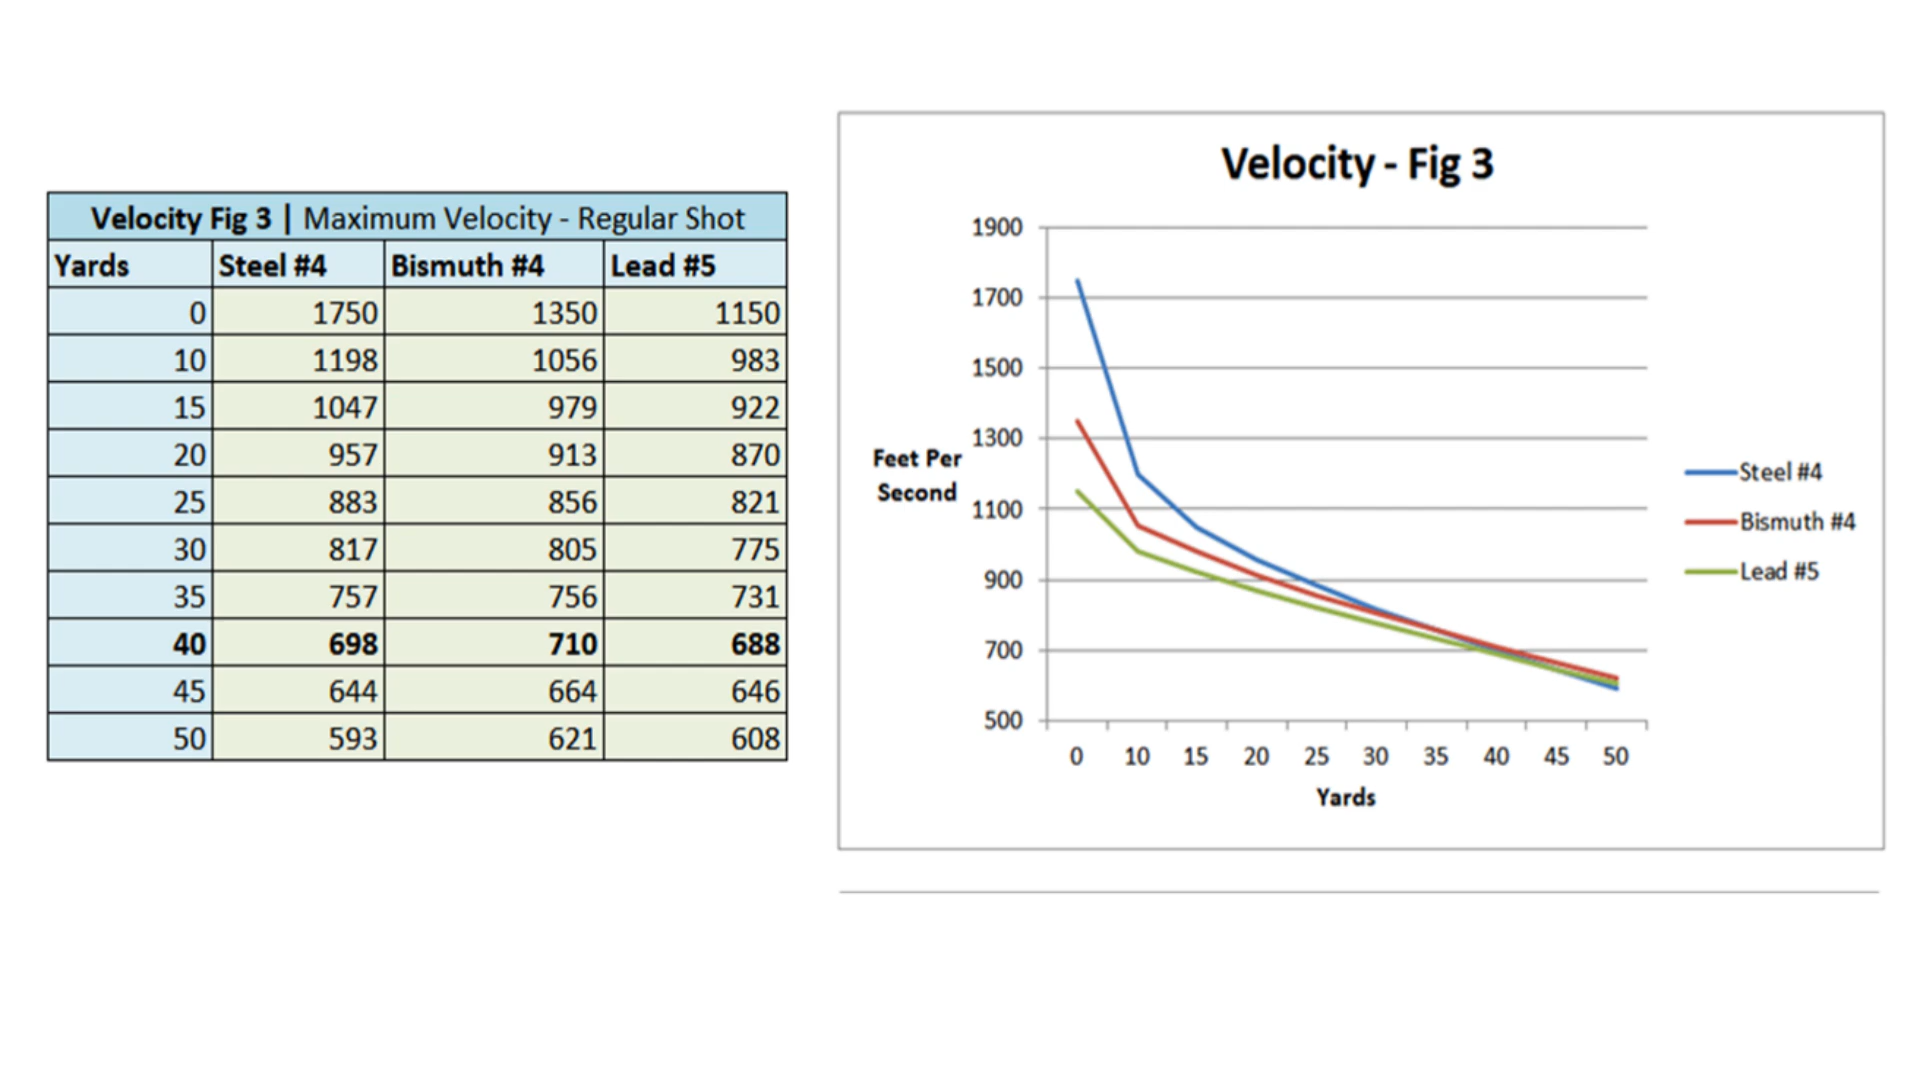 Velocity Fig 3 | Maximum Velocity - Regular Shot
Yards Steel #4 Bismuth #4 Lead #5
0 1750 1350 1150
10 1198 1056 983
15 1047 979 922
20 957 913 870
25 883 856 821
30 817 805 775
35 757 756 731
40 698 710 688
45 644 664 646
50 593 621 608
Velocity - Fig 3
1900
1700
1500
1300
1100
900
700
500
Feet Per
Second
0 10 15 20 25 30 35 40 45 50
Yards
Steel #4
Bismuth #4
Lead #5